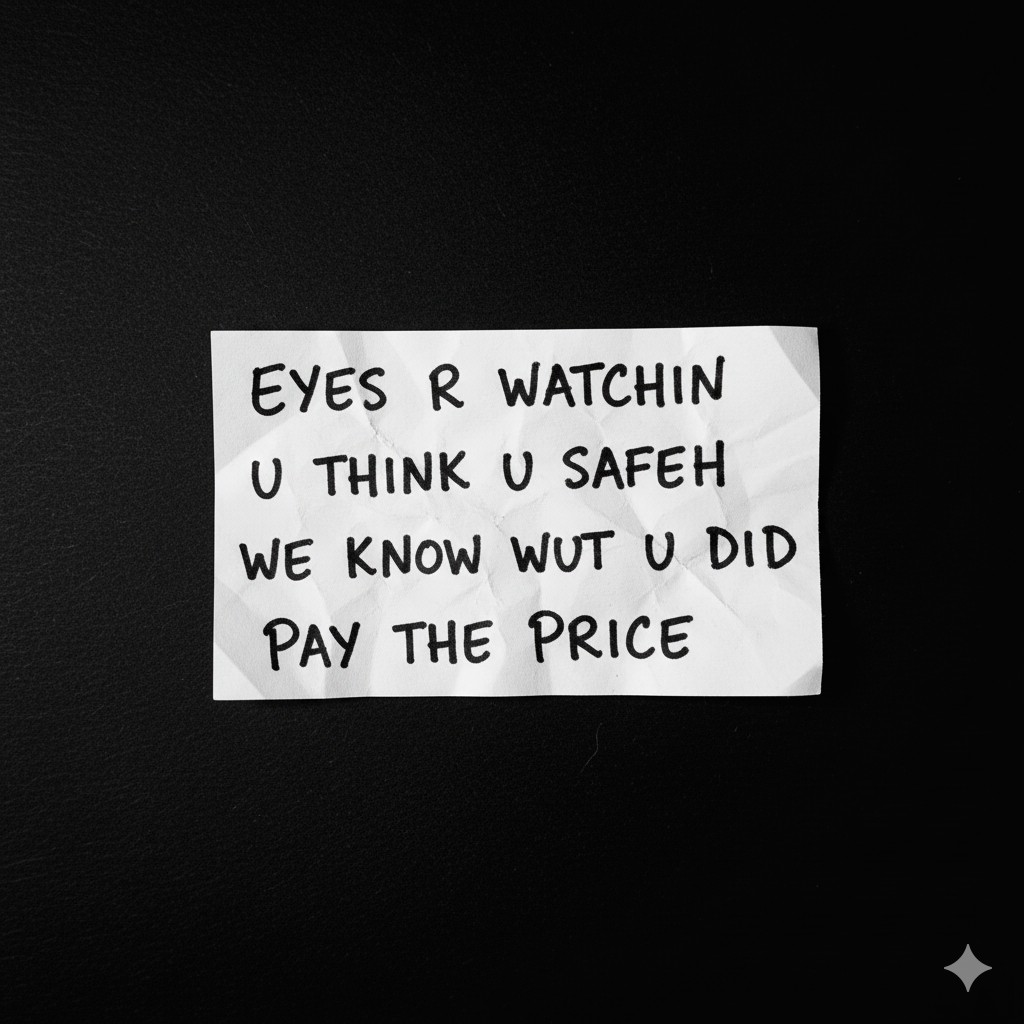 EYES R WATCHIN
U THINK U SAFEH
WE KNOW WUT U DID
PAY THE PRICE